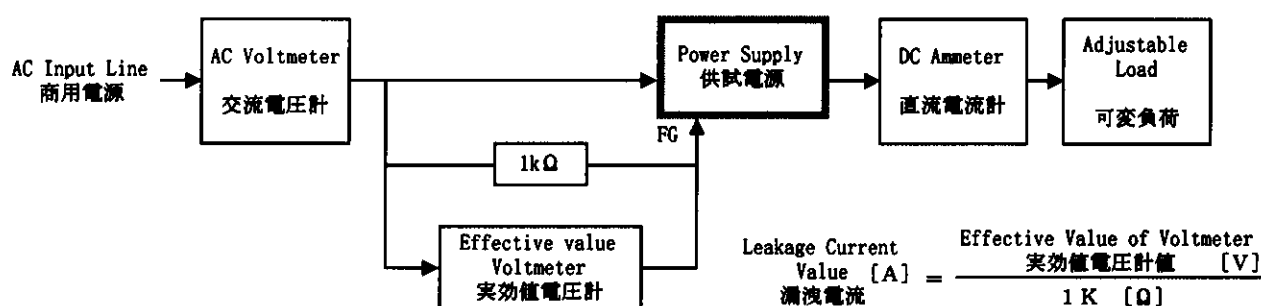 AC Input Line
商用電源
AC Voltmeter
交流電圧計
Power Supply
供試電源
FG
DC Ammeter
直流電流計
Adjustable
Load
可変負荷
1kΩ
Effective value
Voltmeter
実効値電圧計
Leakage Current
Value [A]
漏洩電流
=
Effective Value of Voltmeter
実効値電圧計値 [V]
1 K [Ω]